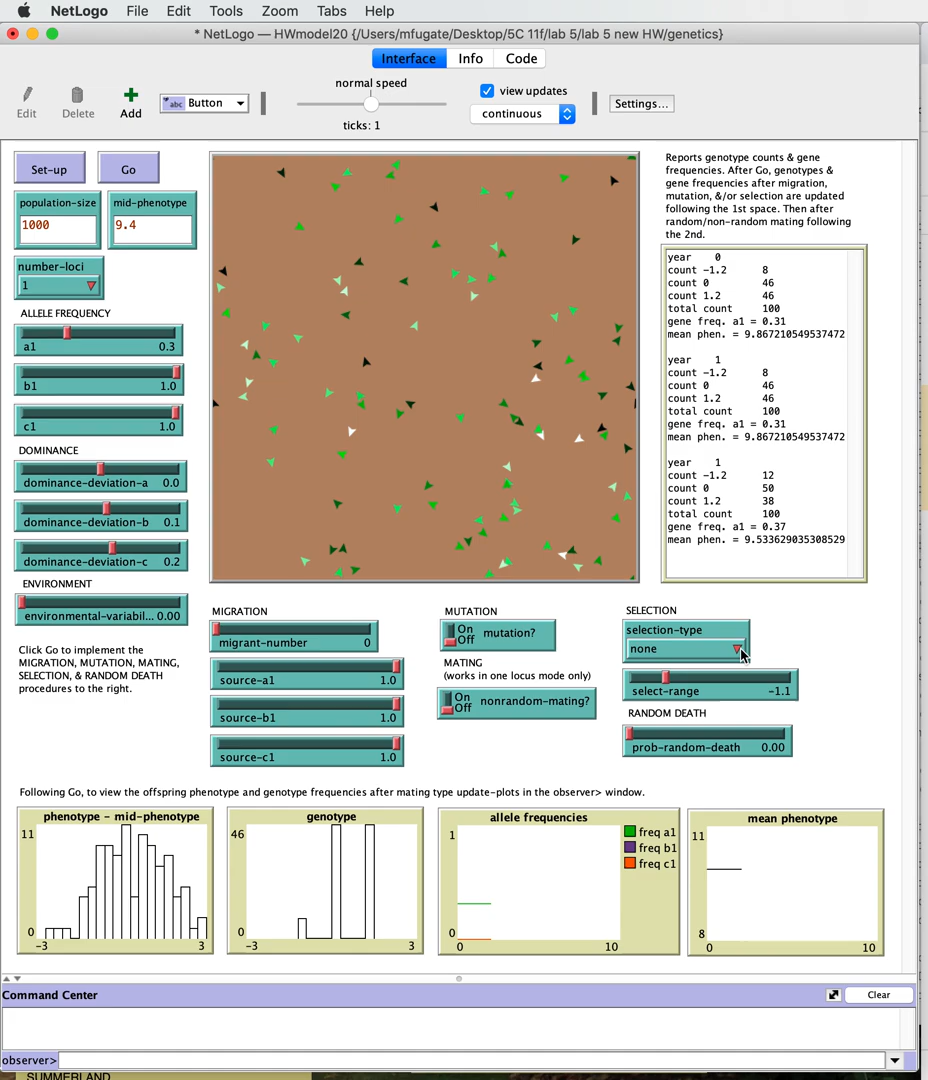 NetLogo File Edit Tools Zoom Tabs Help
* NetLogo — HWmodel20 {/Users/mfugate/Desktop/5C 11f/lab 5/lab 5 new HW/genetics}
Interface Info Code
Edit Delete Add abc Button
normal speed
ticks: 1
view updates
continuous
Settings...
Set-up Go
population-size
1000
mid-phenotype
9.4
number-loci
1
ALLELE FREQUENCY
a1 0.3
b1 1.0
c1 1.0
DOMINANCE
dominance-deviation-a 0.0
dominance-deviation-b 0.1
dominance-deviation-c 0.2
ENVIRONMENT
environmental-variabil... 0.00
Click Go to implement the
MIGRATION, MUTATION, MATING,
SELECTION, & RANDOM DEATH
procedures to the right.
Reports genotype counts & gene
frequencies. After Go, genotypes &
gene frequencies after migration,
mutation, &/or selection are updated
following the 1st space. Then after
random/non-random mating following
the 2nd.
year 0
count -1.2 8
count 0 46
count 1.2 46
total count 100
gene freq. a1 = 0.31
mean phen. = 9.867210549537472
year 1
count -1.2 8
count 0 46
count 1.2 46
total count 100
gene freq. a1 = 0.31
mean phen. = 9.867210549537472
year 1
count -1.2 12
count 0 50
count 1.2 38
total count 100
gene freq. a1 = 0.37
mean phen. = 9.533629035308529
MIGRATION
migrant-number 0
source-a1 1.0
source-b1 1.0
source-c1 1.0
MUTATION
On
Off mutation?
MATING
(works in one locus mode only)
On
Off nonrandom-mating?
SELECTION
selection-type
none
select-range -1.1
RANDOM DEATH
prob-random-death 0.00
Following Go, to view the offspring phenotype and genotype frequencies after mating type update-plots in the observer> window.
phenotype - mid-phenotype
11
0
-3 3
genotype
46
0
-3 3
allele frequencies
1
0
0 10
freq a1
freq b1
freq c1
mean phenotype
11
8
0 10
Command Center
Clear
observer>
SUMMERLAND